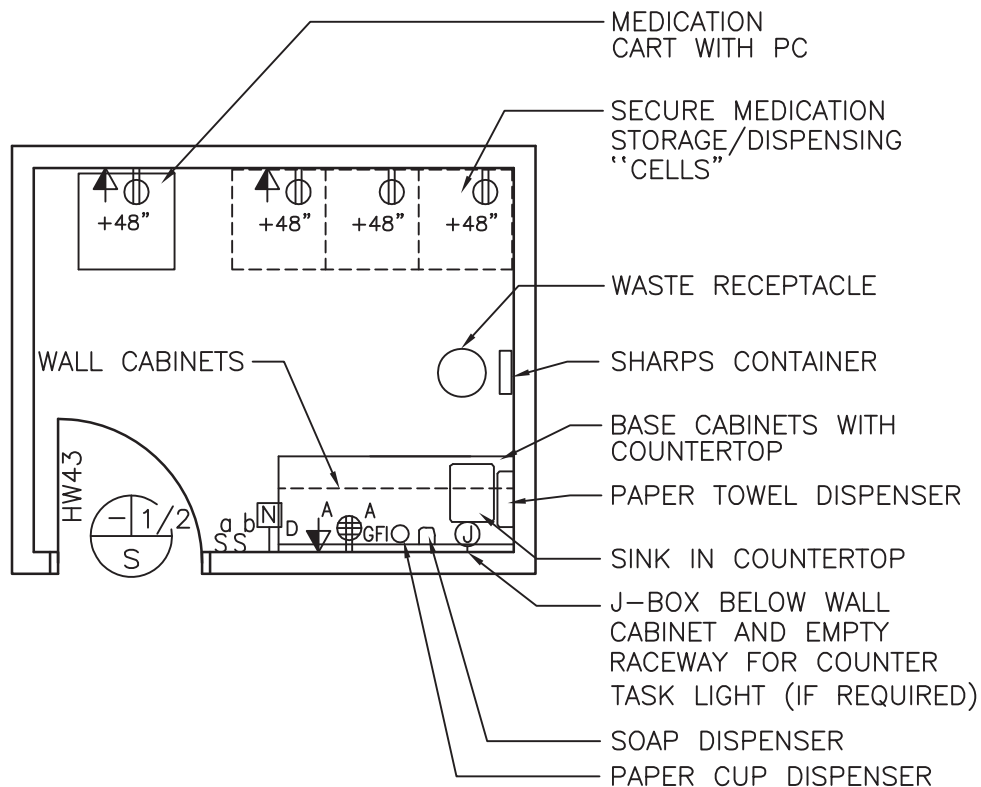 MEDICATION
CART WITH PC
SECURE MEDICATION
STORAGE/DISPENSING
‘‘CELLS”
+48” +48” +48” +48”
WASTE RECEPTACLE
WALL CABINETS
SHARPS CONTAINER
BASE CABINETS WITH
COUNTERTOP
HW43
PAPER TOWEL DISPENSER
- 1/2
S
a b
S S
N
D
A
A
GFI
J
SINK IN COUNTERTOP
J-BOX BELOW WALL
CABINET AND EMPTY
RACEWAY FOR COUNTER
TASK LIGHT (IF REQUIRED)
SOAP DISPENSER
PAPER CUP DISPENSER